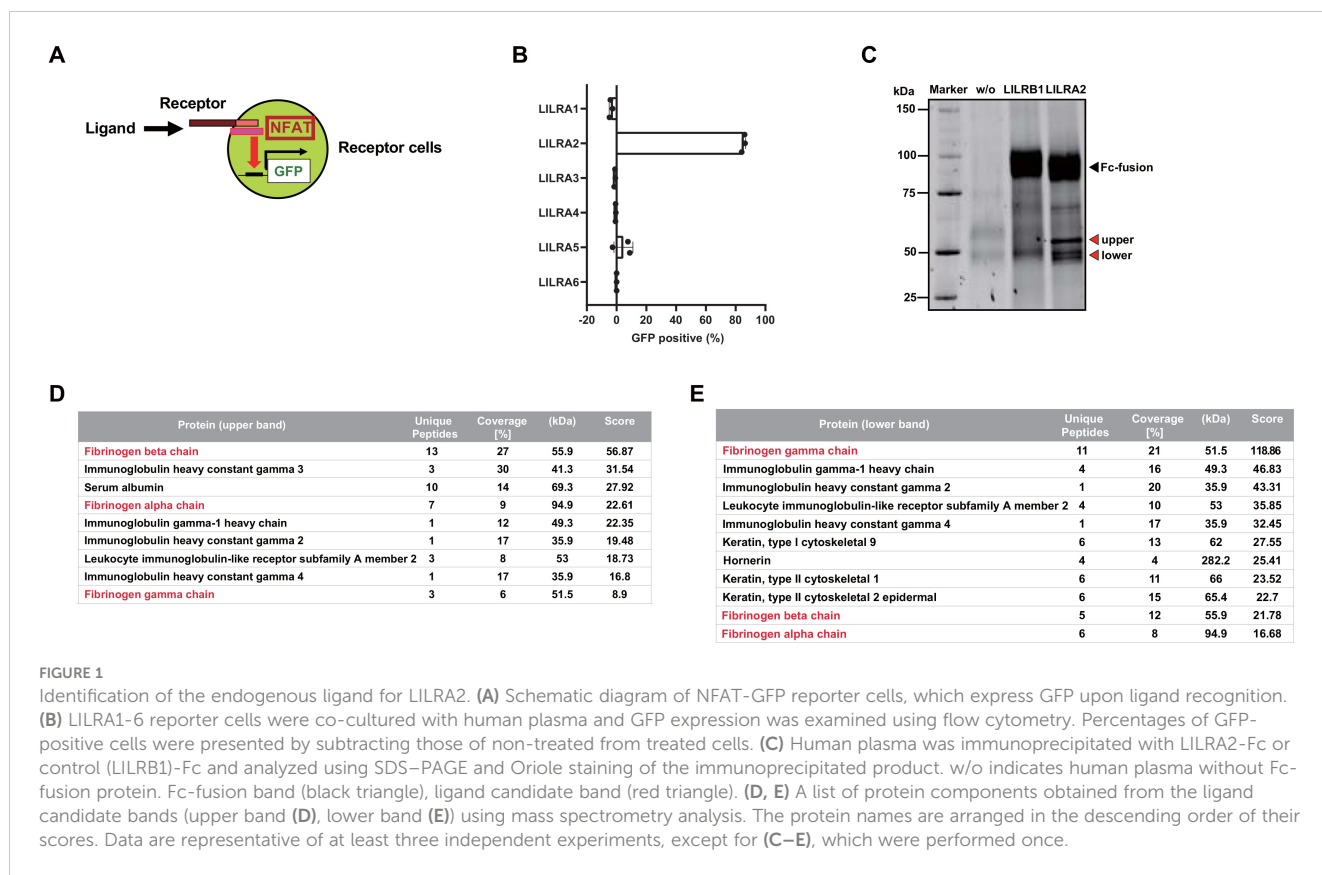 A
Receptor
Ligand
NFAT
GFP
Receptor cells
B
LILRA1
LILRA2
LILRA3
LILRA4
LILRA5
LILRA6
-20 0 20 40 60 80 100
GFP positive (%)
C
kDa Marker w/o LILRB1 LILRA2
150
100
75
50
25
Fc-fusion
upper
lower
D
Protein (upper band) Unique Peptides Coverage [%] (kDa) Score
Fibrinogen beta chain 13 27 55.9 56.87
Immunoglobulin heavy constant gamma 3 3 30 41.3 31.54
Serum albumin 10 14 69.3 27.92
Fibrinogen alpha chain 7 9 94.9 22.61
Immunoglobulin gamma-1 heavy chain 1 12 49.3 22.35
Immunoglobulin heavy constant gamma 2 1 17 35.9 19.48
Leukocyte immunoglobulin-like receptor subfamily A member 2 3 8 53 18.73
Immunoglobulin heavy constant gamma 4 1 17 35.9 16.8
Fibrinogen gamma chain 3 6 51.5 8.9
E
Protein (lower band) Unique Peptides Coverage [%] (kDa) Score
Fibrinogen gamma chain 11 21 51.5 118.86
Immunoglobulin gamma-1 heavy chain 4 16 49.3 46.83
Immunoglobulin heavy constant gamma 2 1 20 35.9 43.31
Leukocyte immunoglobulin-like receptor subfamily A member 2 4 10 53 35.85
Immunoglobulin heavy constant gamma 4 1 17 35.9 32.45
Keratin, type I cytoskeletal 9 6 13 62 27.55
Hornerin 4 4 282.2 25.41
Keratin, type II cytoskeletal 1 6 11 66 23.52
Keratin, type II cytoskeletal 2 epidermal 6 15 65.4 22.7
Fibrinogen beta chain 5 12 55.9 21.78
Fibrinogen alpha chain 6 8 94.9 16.68
FIGURE 1
Identification of the endogenous ligand for LILRA2. (A) Schematic diagram of NFAT-GFP reporter cells, which express GFP upon ligand recognition.
(B) LILRA1-6 reporter cells were co-cultured with human plasma and GFP expression was examined using flow cytometry. Percentages of GFP-
positive cells were presented by subtracting those of non-treated from treated cells. (C) Human plasma was immunoprecipitated with LILRA2-Fc or
control (LILRB1)-Fc and analyzed using SDS–PAGE and Oriole staining of the immunoprecipitated product. w/o indicates human plasma without Fc-
fusion protein. Fc-fusion band (black triangle), ligand candidate band (red triangle). (D, E) A list of protein components obtained from the ligand
candidate bands (upper band (D), lower band (E)) using mass spectrometry analysis. The protein names are arranged in the descending order of their
scores. Data are representative of at least three independent experiments, except for (C–E), which were performed once.